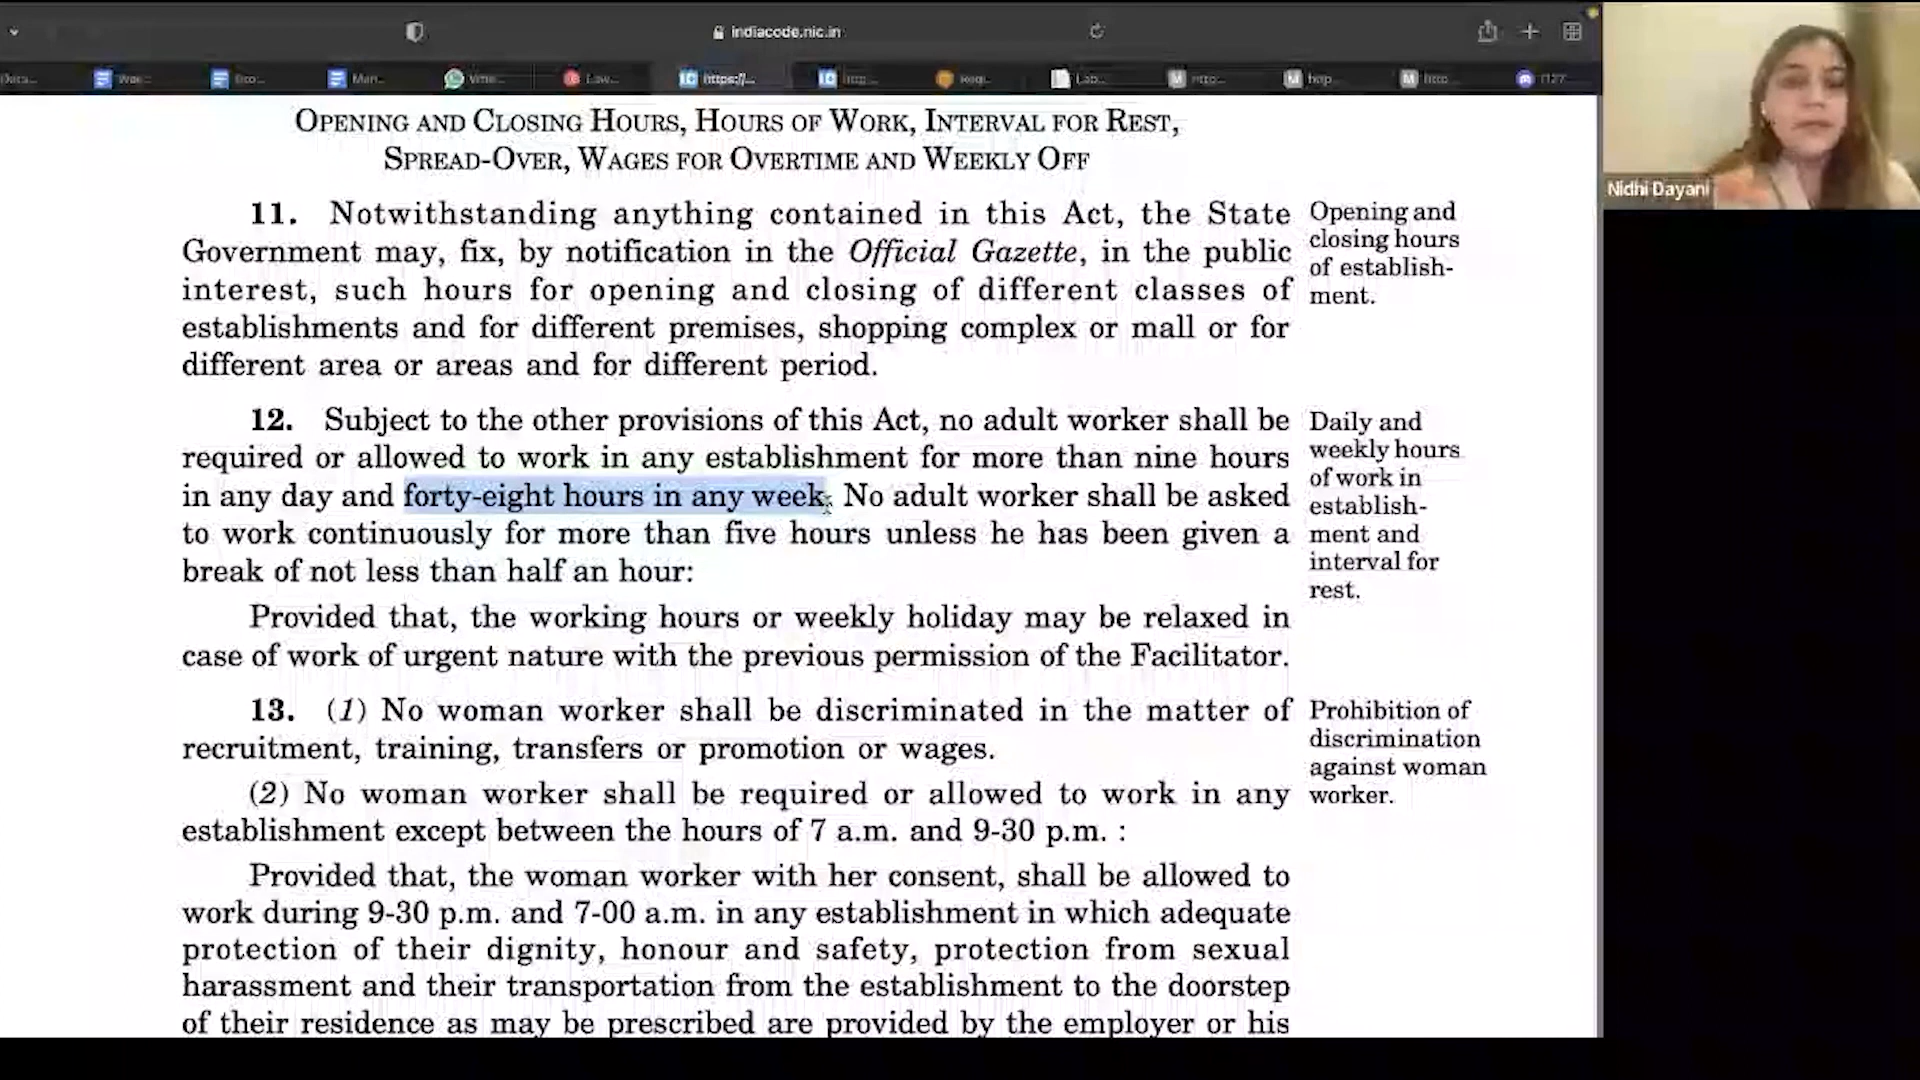 indiacode.nic.in
https://...
Nidhi Dayani
OPENING AND CLOSING HOURS, HOURS OF WORK, INTERVAL FOR REST,
SPREAD-OVER, WAGES FOR OVERTIME AND WEEKLY OFF
11. Notwithstanding anything contained in this Act, the State
Government may, fix, by notification in the Official Gazette, in the public
interest, such hours for opening and closing of different classes of
establishments and for different premises, shopping complex or mall or for
different area or areas and for different period.
Opening and
closing hours
of establish-
ment.
12. Subject to the other provisions of this Act, no adult worker shall be
required or allowed to work in any establishment for more than nine hours
in any day and forty-eight hours in any week. No adult worker shall be asked
to work continuously for more than five hours unless he has been given a
break of not less than half an hour:
Daily and
weekly hours
of work in
establish-
ment and
interval for
rest.
Provided that, the working hours or weekly holiday may be relaxed in
case of work of urgent nature with the previous permission of the Facilitator.
13. (1) No woman worker shall be discriminated in the matter of
recruitment, training, transfers or promotion or wages.
Prohibition of
discrimination
against woman
worker.
(2) No woman worker shall be required or allowed to work in any
establishment except between the hours of 7 a.m. and 9-30 p.m. :
Provided that, the woman worker with her consent, shall be allowed to
work during 9-30 p.m. and 7-00 a.m. in any establishment in which adequate
protection of their dignity, honour and safety, protection from sexual
harassment and their transportation from the establishment to the doorstep
of their residence as may be prescribed are provided by the employer or his